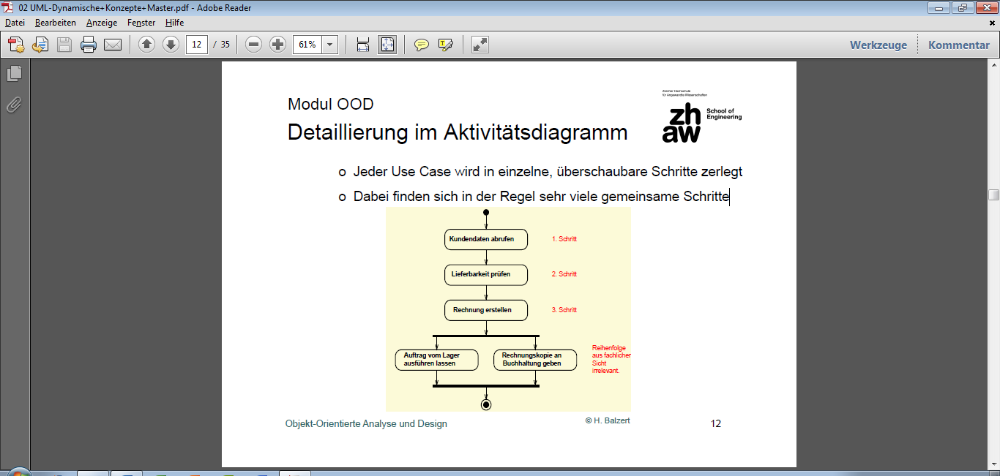 02 UML-Dynamische+Konzepte+Master.pdf - Adobe Reader
Datei Bearbeiten Anzeige Fenster Hilfe
12 / 35 61% Werkzeuge Kommentar
Zürcher Hochschule
für Angewandte Wissenschaften
Modul OOD
zh
aw
School of
Engineering
Detaillierung im Aktivitätsdiagramm
o Jeder Use Case wird in einzelne, überschaubare Schritte zerlegt
o Dabei finden sich in der Regel sehr viele gemeinsame Schritte
Kundendaten abrufen 1. Schritt
Lieferbarkeit prüfen 2. Schritt
Rechnung erstellen 3. Schritt
Auftrag vom Lager
ausführen lassen
Rechnungskopie an
Buchhaltung geben
Reihenfolge
aus fachlicher
Sicht
irrelevant.
Objekt-Orientierte Analyse und Design © H. Balzert 12